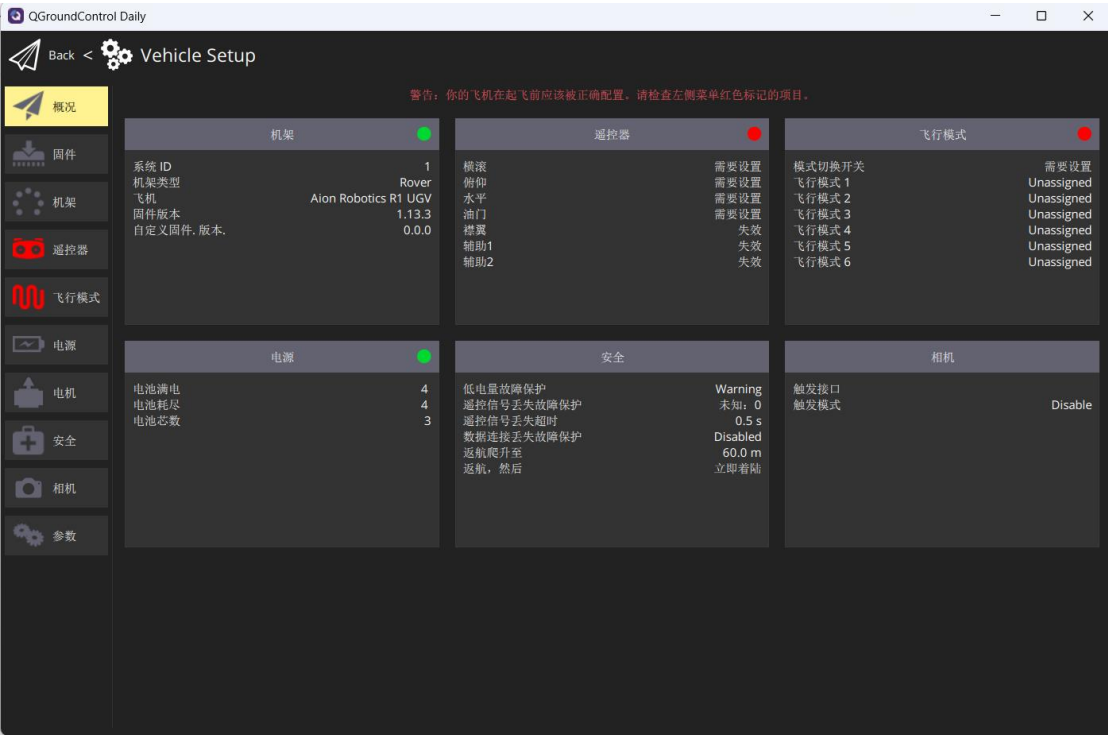 QGroundControl Daily
Back < Vehicle Setup
概况
固件
机架
遥控器
飞行模式
电源
电机
安全
相机
参数
警告：你的飞机在起飞前应该被正确配置。请检查左侧菜单红色标记的项目。
机架
系统 ID 1
机架类型 Rover
飞机 Aion Robotics R1 UGV
固件版本 1.13.3
自定义固件. 版本. 0.0.0
遥控器
横滚 需要设置
俯仰 需要设置
水平 需要设置
油门 需要设置
襟翼 失效
辅助1 失效
辅助2 失效
飞行模式
模式切换开关 需要设置
飞行模式 1 Unassigned
飞行模式 2 Unassigned
飞行模式 3 Unassigned
飞行模式 4 Unassigned
飞行模式 5 Unassigned
飞行模式 6 Unassigned
电源
电池满电 4
电池耗尽 4
电池芯数 3
安全
低电量故障保护 Warning
遥控信号丢失故障保护 未知：0
遥控信号丢失超时 0.5 s
数据连接丢失故障保护 Disabled
返航爬升至 60.0 m
返航，然后 立即着陆
相机
触发接口
触发模式 Disable